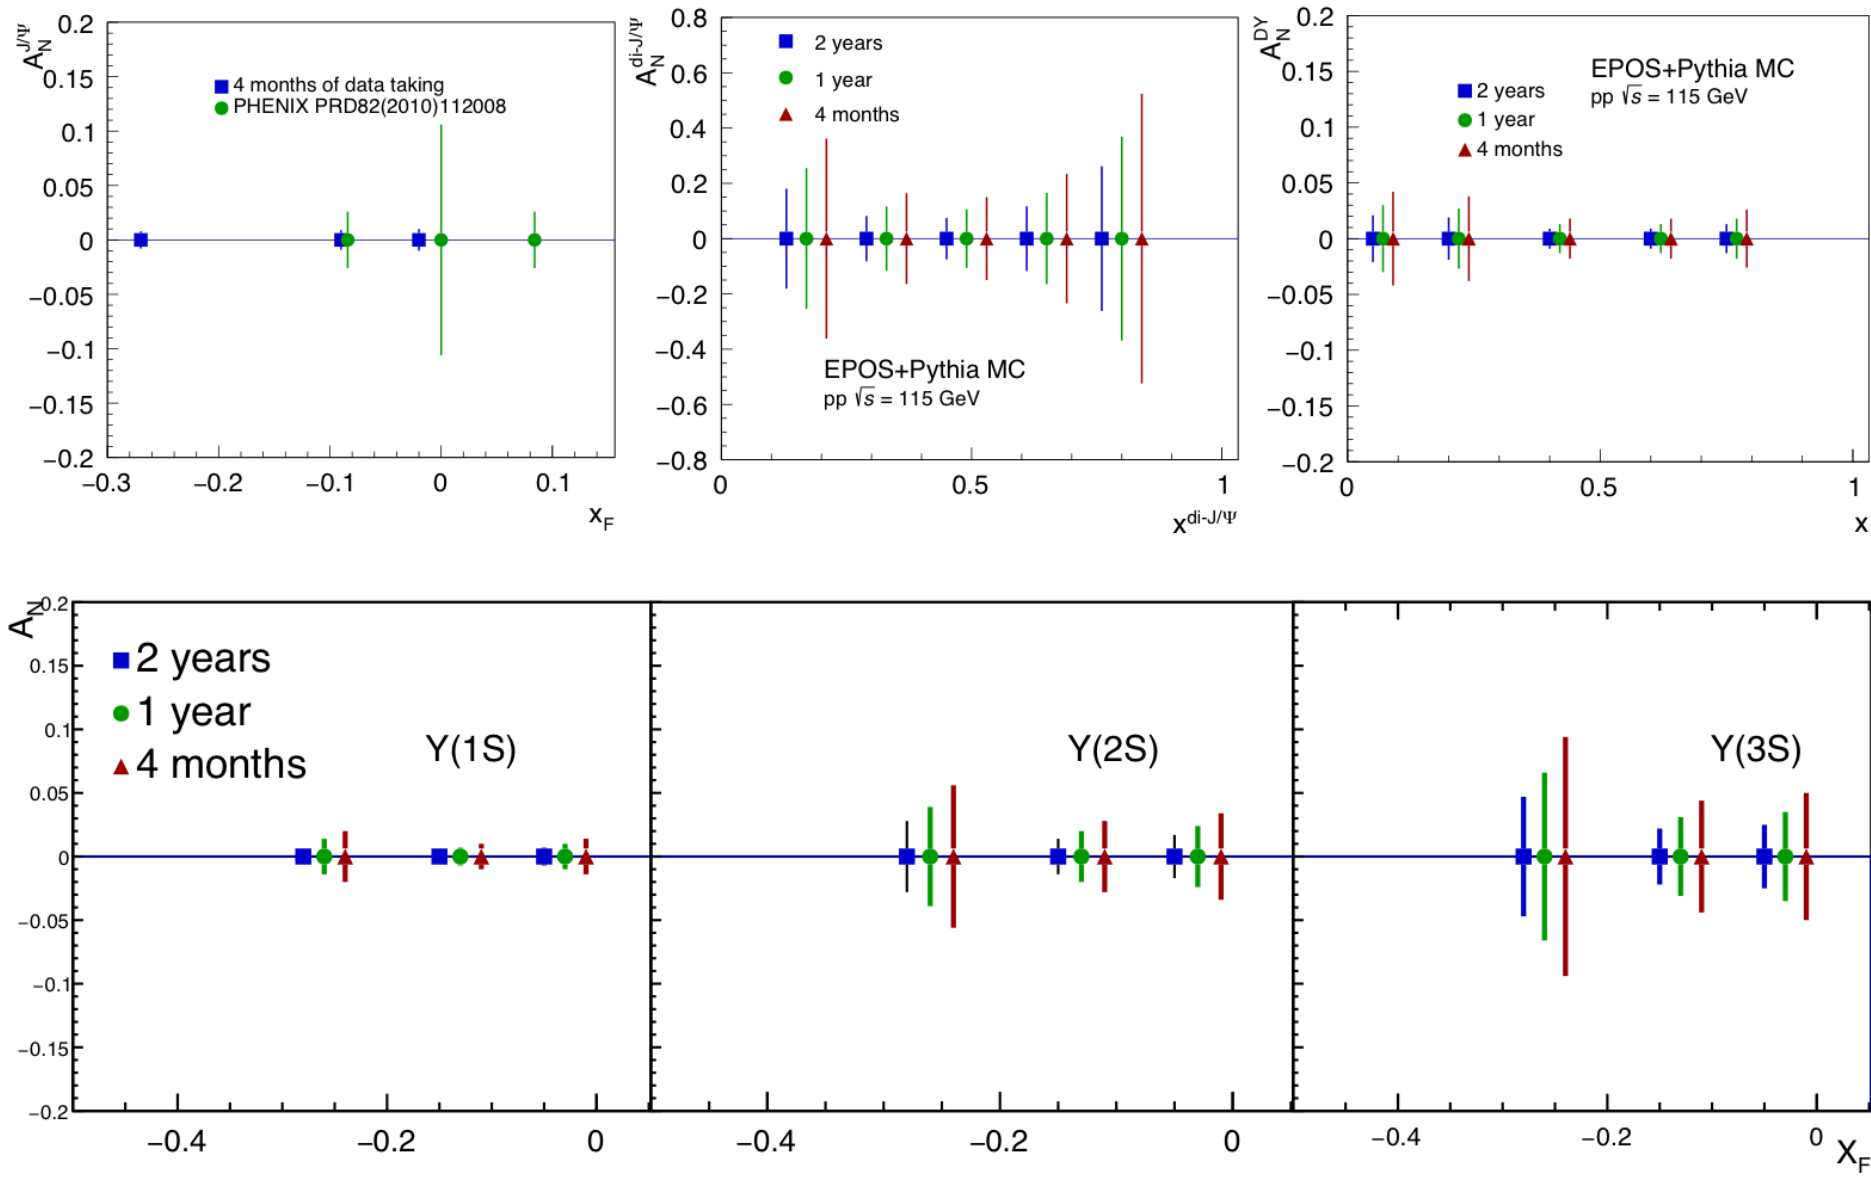 A_N^{J/Ψ}
0.2
0.15
0.1
0.05
0
−0.05
−0.1
−0.15
−0.2
4 months of data taking
PHENIX PRD82(2010)112008
−0.3 −0.2 −0.1 0 0.1
x_F
A_N^{di-J/Ψ}
0.8
0.6
0.4
0.2
0
−0.2
−0.4
−0.6
−0.8
2 years
1 year
4 months
EPOS+Pythia MC
pp √s = 115 GeV
0 0.5 1
x^{di-J/Ψ}
A_N^{DY}
0.2
0.15
0.1
0.05
0
−0.05
−0.1
−0.15
−0.2
EPOS+Pythia MC
pp √s = 115 GeV
2 years
1 year
4 months
0 0.5 1
x
A_N
0.2
0.15
0.1
0.05
0
−0.05
−0.1
−0.15
−0.2
2 years
1 year
4 months
Y(1S)
−0.4 −0.2 0
Y(2S)
−0.4 −0.2 0
Y(3S)
−0.4 −0.2 0
X_F